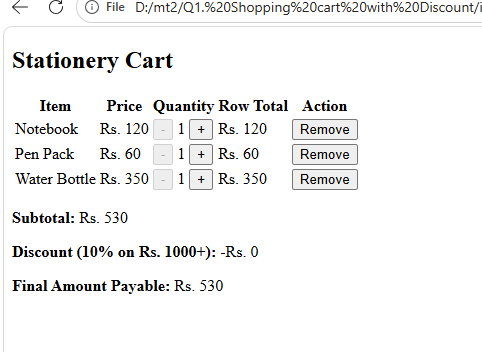 File D:/mt2/Q1.%20Shopping%20cart%20with%20Discount/i
Stationery Cart
Item Price Quantity Row Total Action
Notebook Rs. 120 - 1 + Rs. 120 Remove
Pen Pack Rs. 60 - 1 + Rs. 60 Remove
Water Bottle Rs. 350 - 1 + Rs. 350 Remove
Subtotal: Rs. 530
Discount (10% on Rs. 1000+): -Rs. 0
Final Amount Payable: Rs. 530